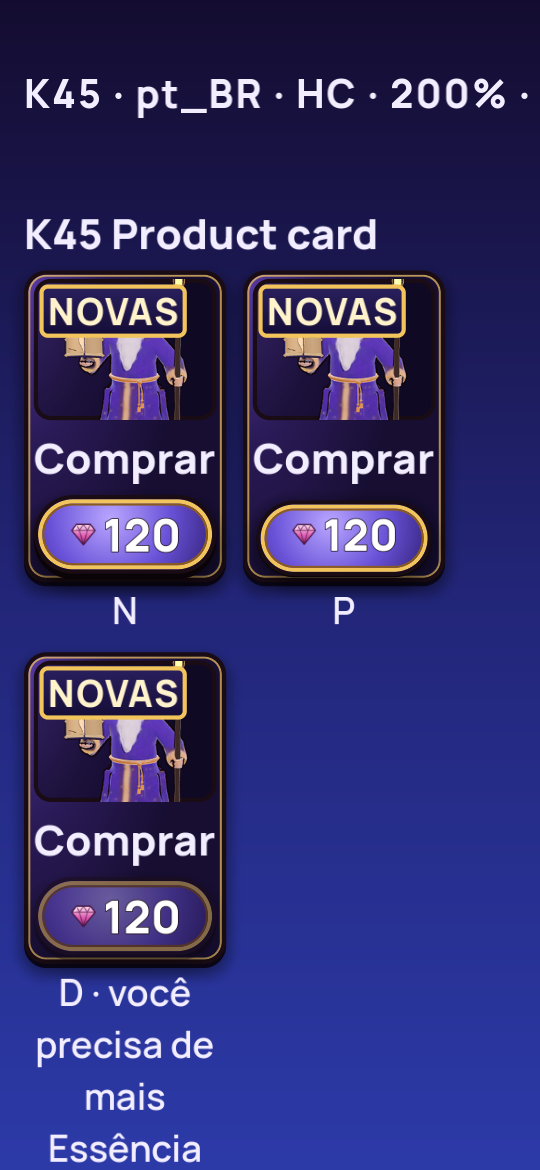 K45 · pt_BR · HC · 200% ·
K45 Product card
NOVAS
NOVAS
Comprar
Comprar
120
120
N
P
NOVAS
Comprar
120
D · você
precisa de
mais
Essência